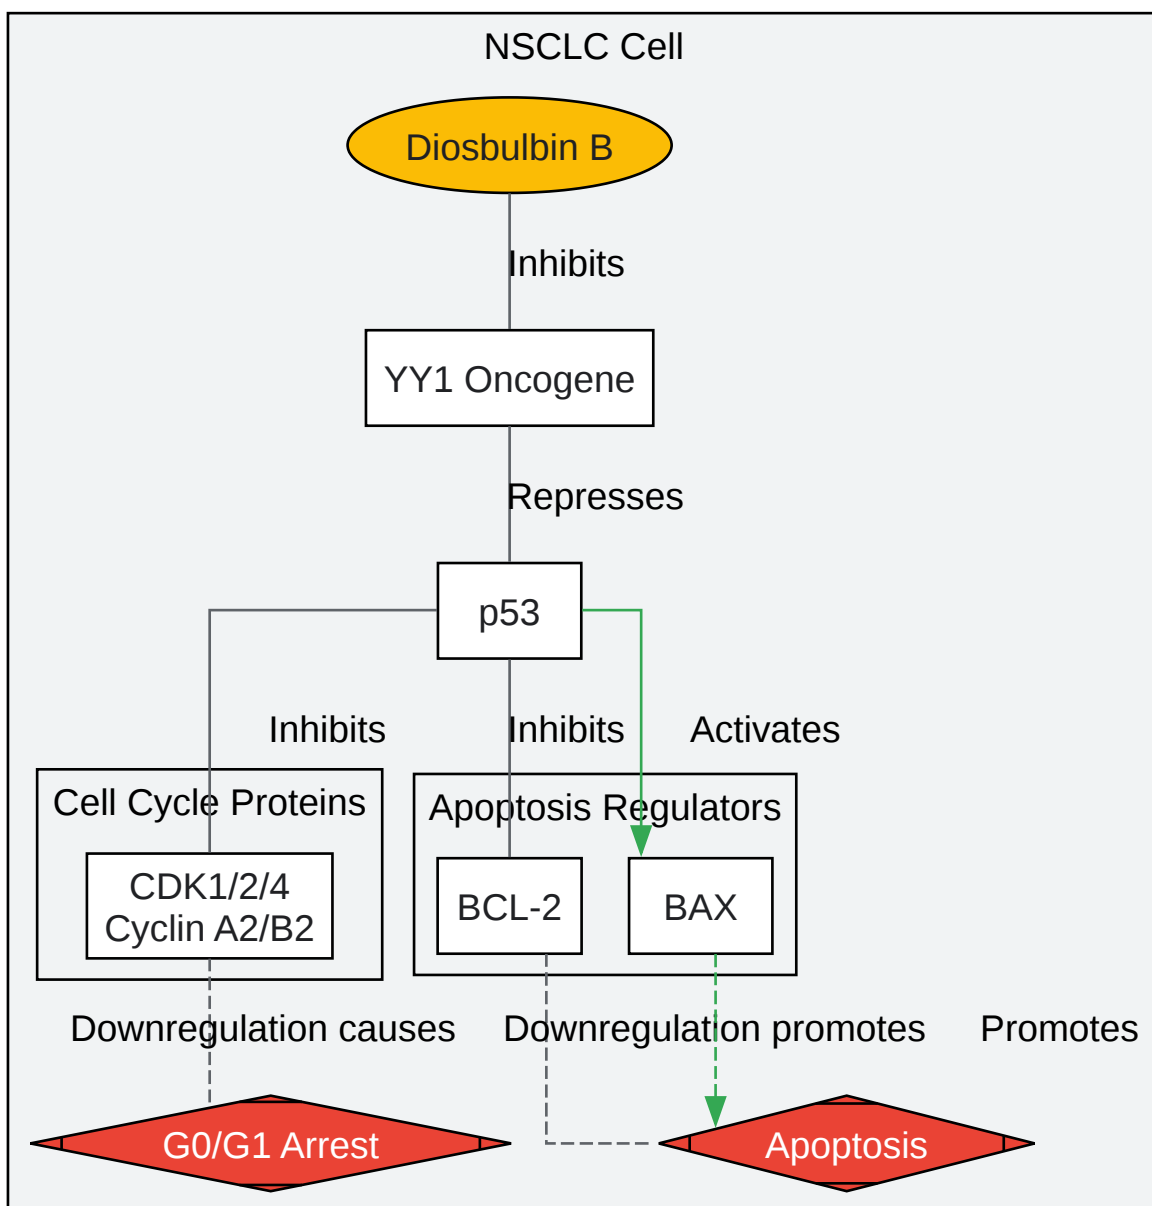 NSCLC Cell
Diosbulbin B
Inhibits
YY1 Oncogene
Represses
p53
Inhibits
Inhibits
Activates
Cell Cycle Proteins
Apoptosis Regulators
CDK1/2/4
Cyclin A2/B2
BCL-2
BAX
Downregulation causes
Downregulation promotes
Promotes
G0/G1 Arrest
Apoptosis